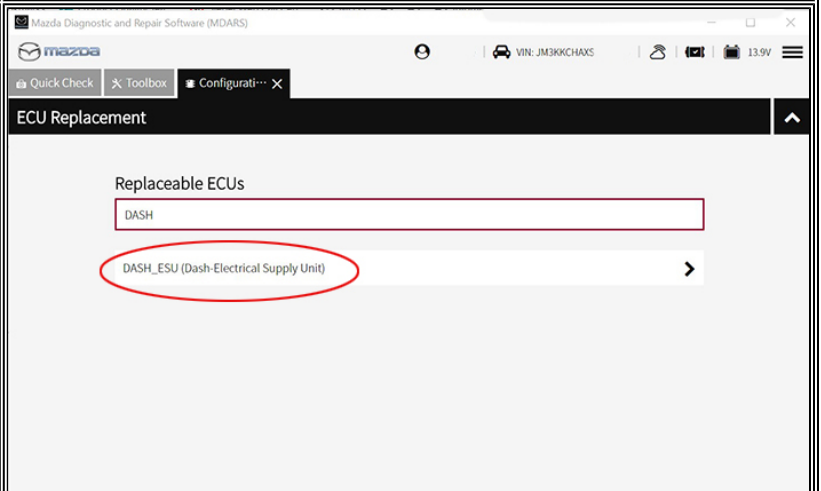 Mazda Diagnostic and Repair Software (MDARS)
mazda
VIN: JM3KKCHAXS
13.9V
Quick Check
Toolbox
Configurati···
ECU Replacement
Replaceable ECUs
DASH
DASH_ESU (Dash-Electrical Supply Unit)